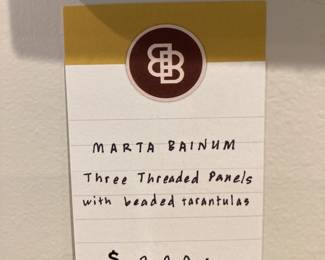 MARTA BAINUM
Three Threaded Panels
with beaded tarantulas
$